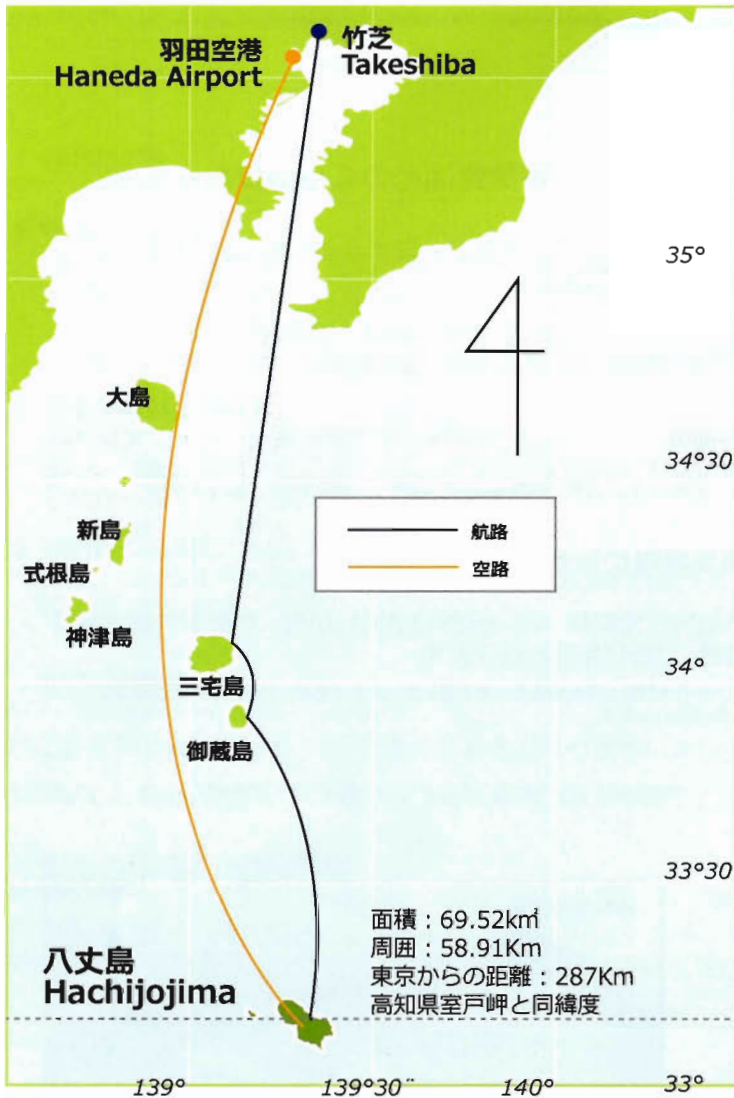 羽田空港
Haneda Airport
竹芝
Takeshiba
35°
大島
34°30
新島
式根島
神津島
航路
空路
34°
三宅島
御蔵島
33°30
面積：69.52k㎡
周囲：58.91Km
東京からの距離：287Km
高知県室戸岬と同緯度
八丈島
Hachijojima
139°
139°30"
140°
33°